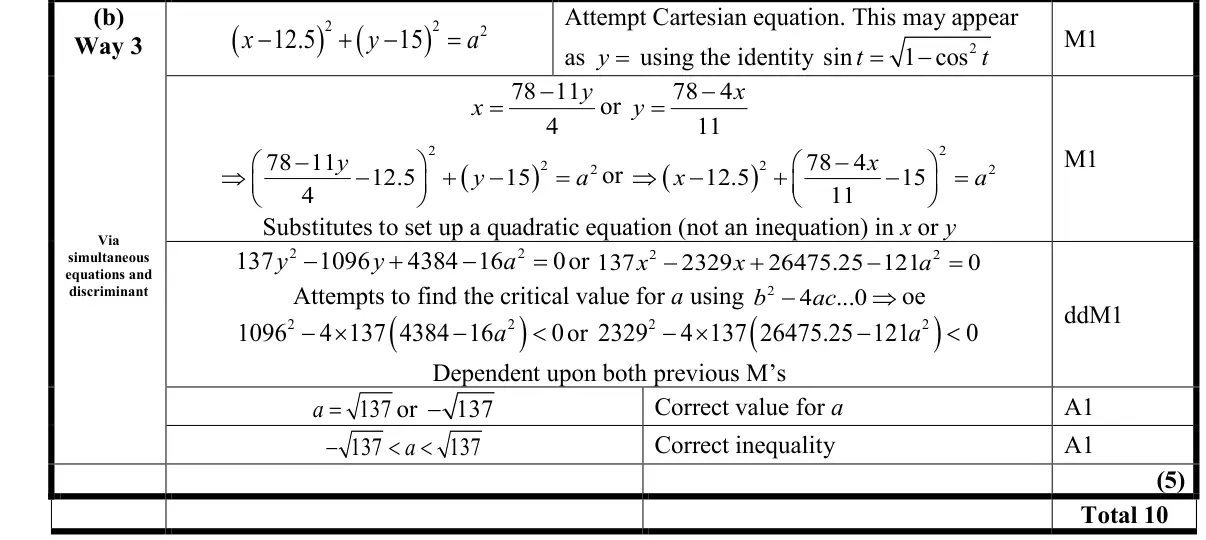 (b)
Way 3
(x−12.5)² + (y−15)² = a²
Attempt Cartesian equation. This may appear
as y = using the identity sin t = √(1−cos² t)
M1
Via
simultaneous
equations and
discriminant
x = (78−11y)/4 or y = (78−4x)/11
⇒ ((78−11y)/4 −12.5)² + (y−15)² = a² or ⇒ (x−12.5)² + ((78−4x)/11 −15)² = a²
Substitutes to set up a quadratic equation (not an inequation) in x or y
M1
137y² −1096y + 4384 −16a² = 0 or 137x² − 2329x + 26475.25 −121a² = 0
Attempts to find the critical value for a using b² − 4ac...0 ⇒ oe
1096² − 4×137(4384−16a²) < 0 or 2329² − 4×137(26475.25−121a²) < 0
Dependent upon both previous M’s
ddM1
a = √137 or −√137
Correct value for a
A1
−√137 < a < √137
Correct inequality
A1
(5)
Total 10